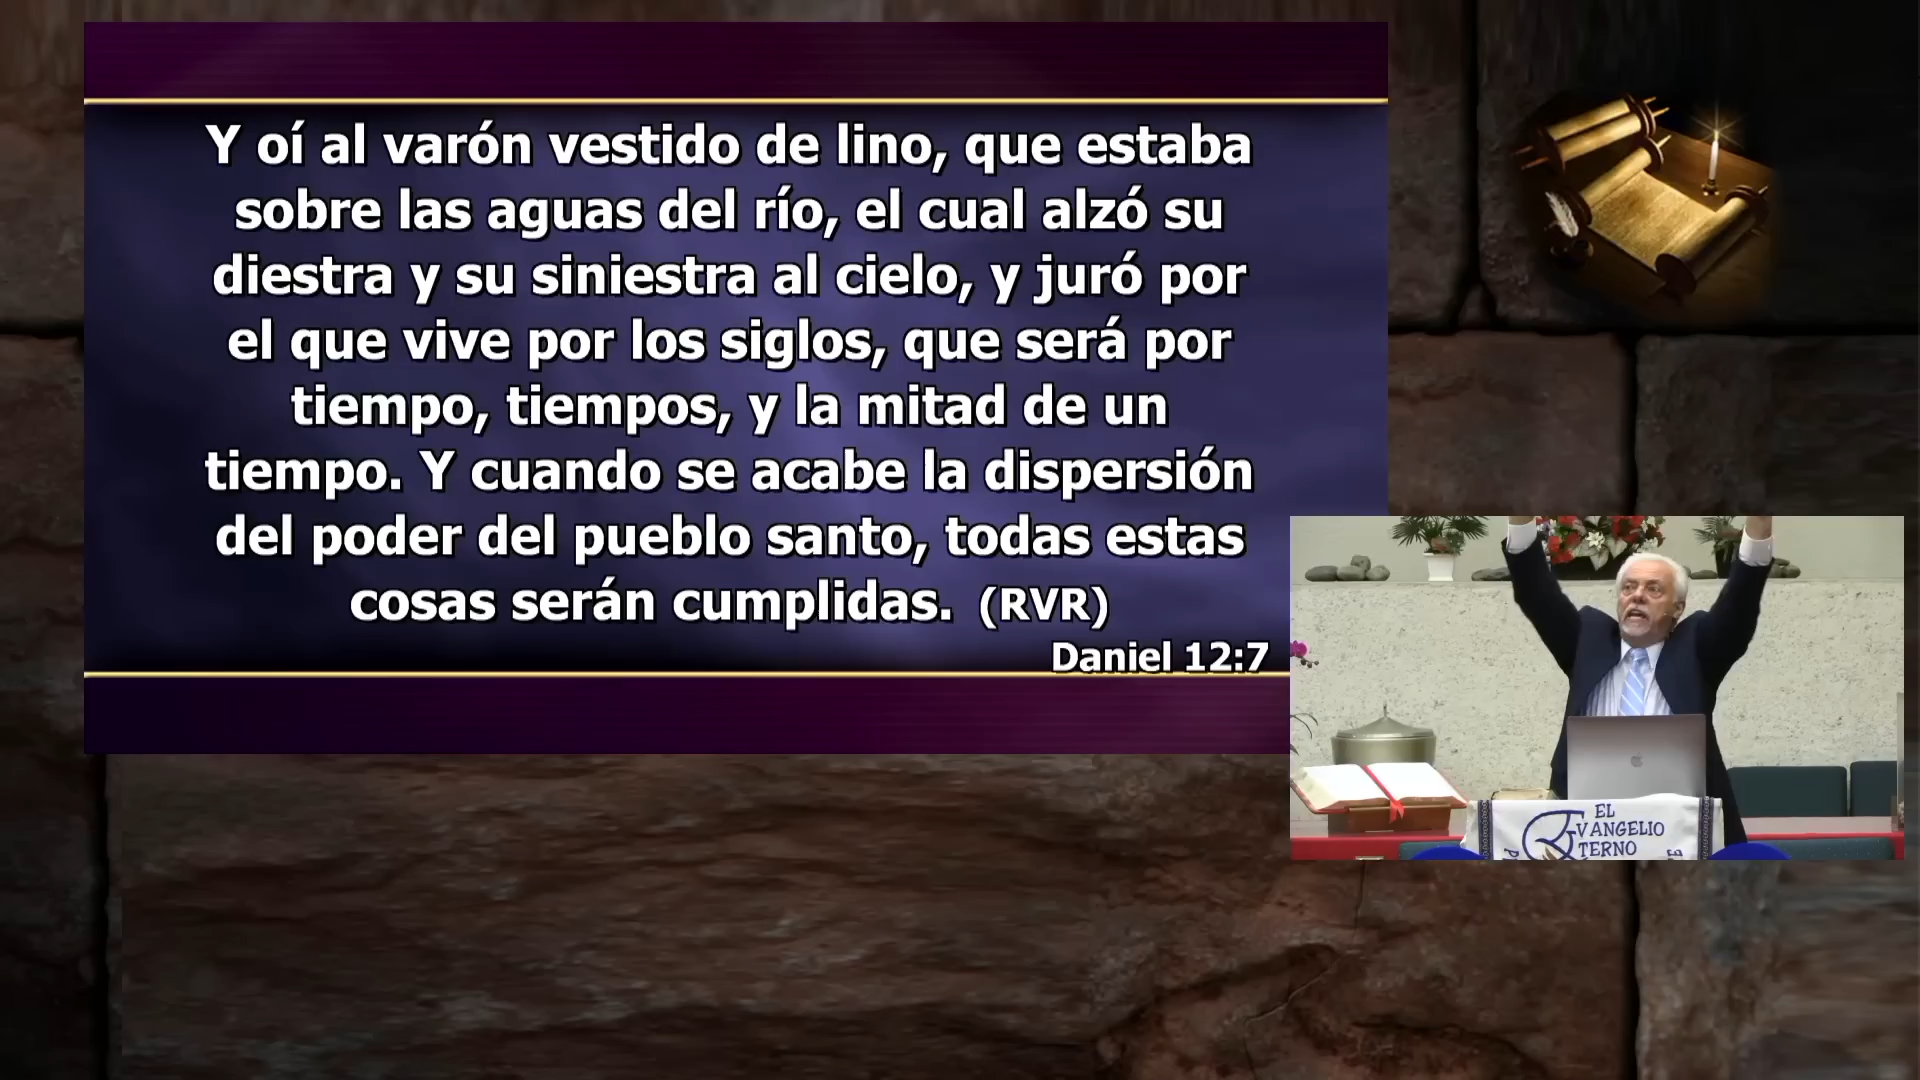 Y oí al varón vestido de lino, que estaba
sobre las aguas del río, el cual alzó su
diestra y su siniestra al cielo, y juró por
el que vive por los siglos, que será por
tiempo, tiempos, y la mitad de un
tiempo. Y cuando se acabe la dispersión
del poder del pueblo santo, todas estas
cosas serán cumplidas. (RVR)
Daniel 12:7
EL
EVANGELIO
ETERNO